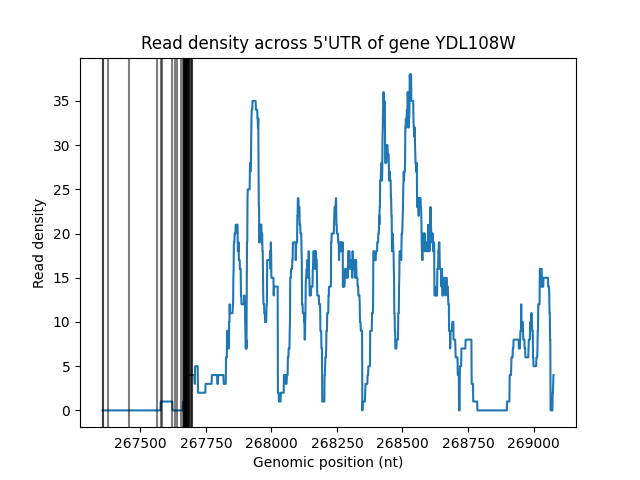 Read density across 5'UTR of gene YDL108W
Read density
35
30
25
20
15
10
5
0
267500 267750 268000 268250 268500 268750 269000
Genomic position (nt)